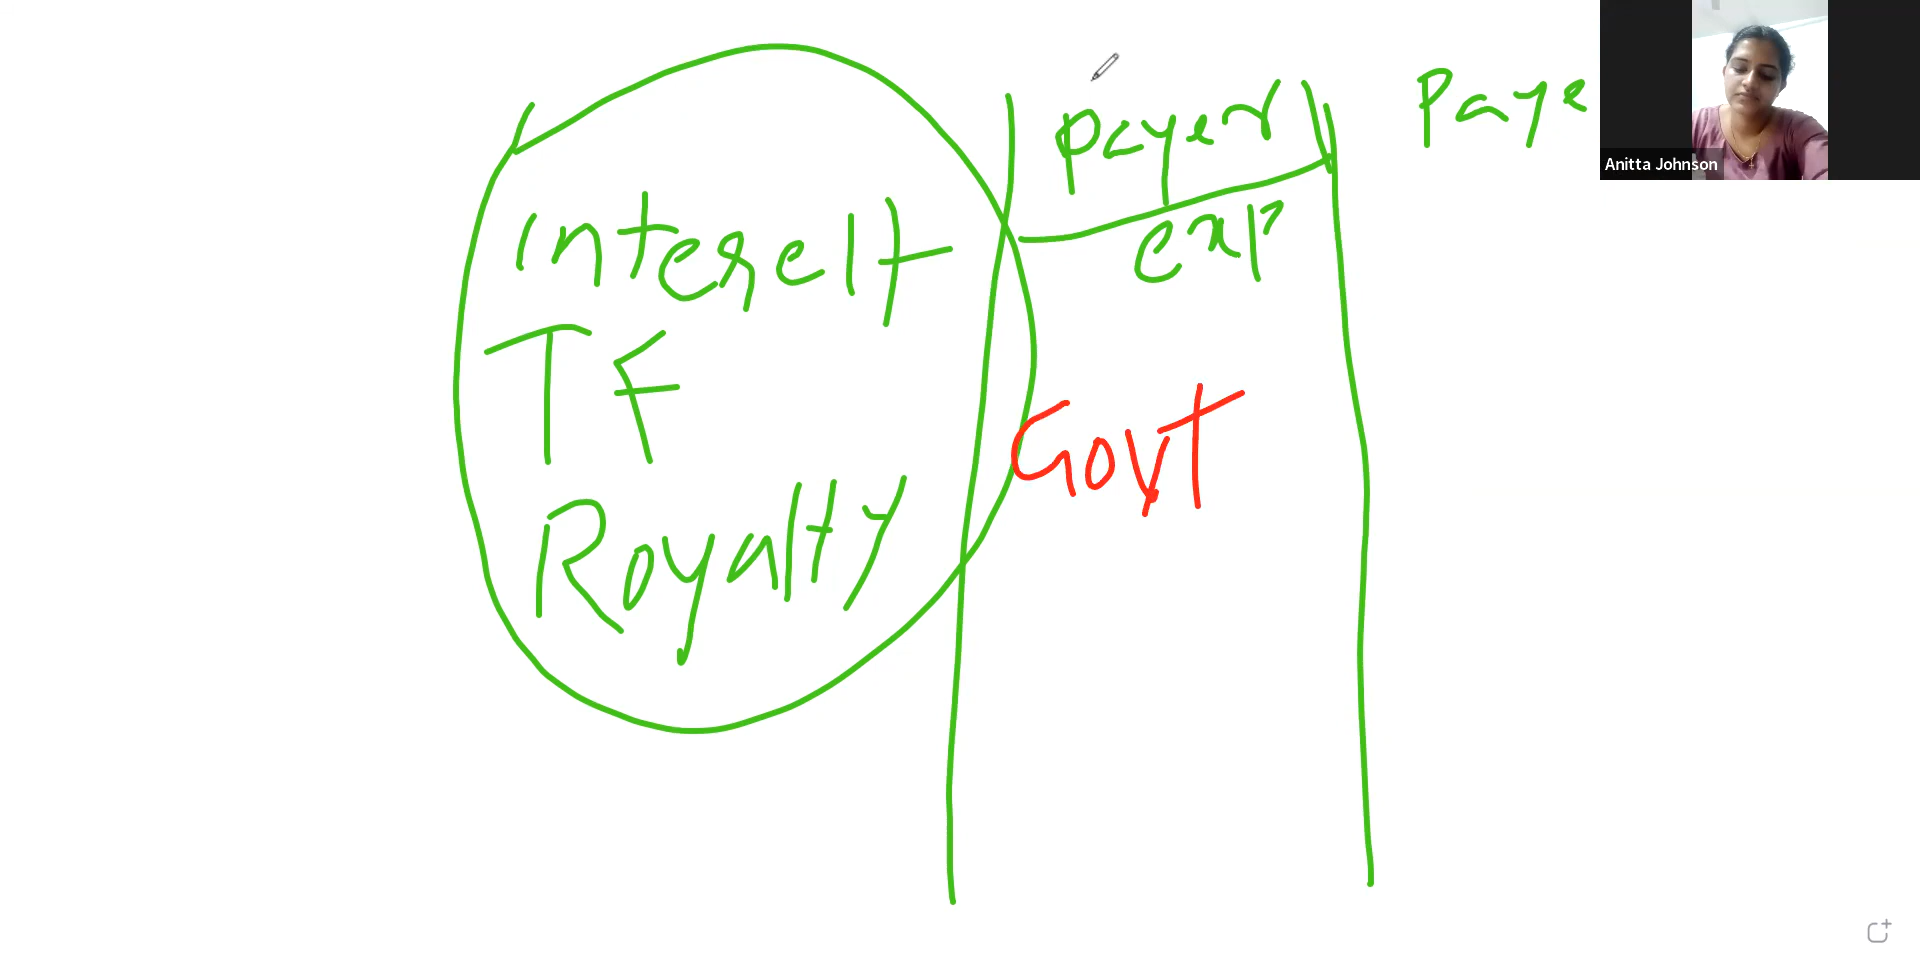 Payer
Paye
Anitta Johnson
exp
Interest
TF
Govt
Royalty